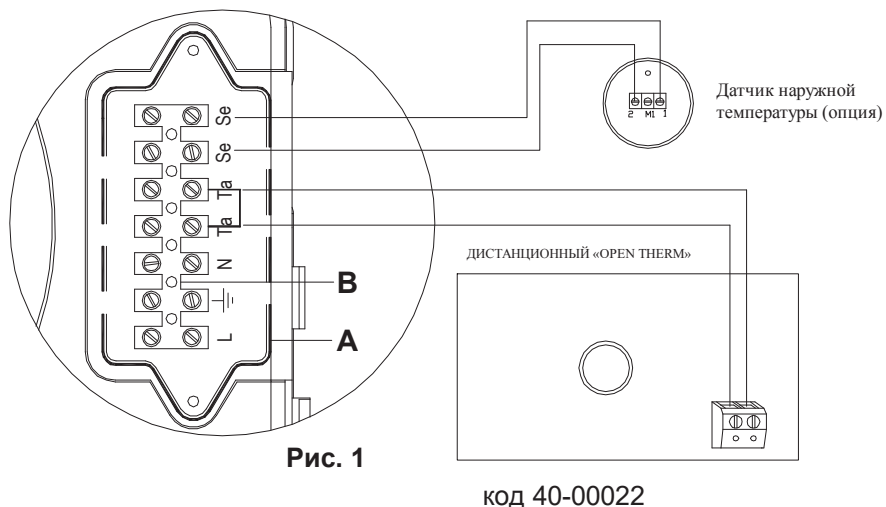 Se
Se
Ta
Ta
N
L
B
A
Рис. 1
2 M1 1
Датчик наружной
температуры (опция)
ДИСТАНЦИОННЫЙ «OPEN THERM»
код 40-00022